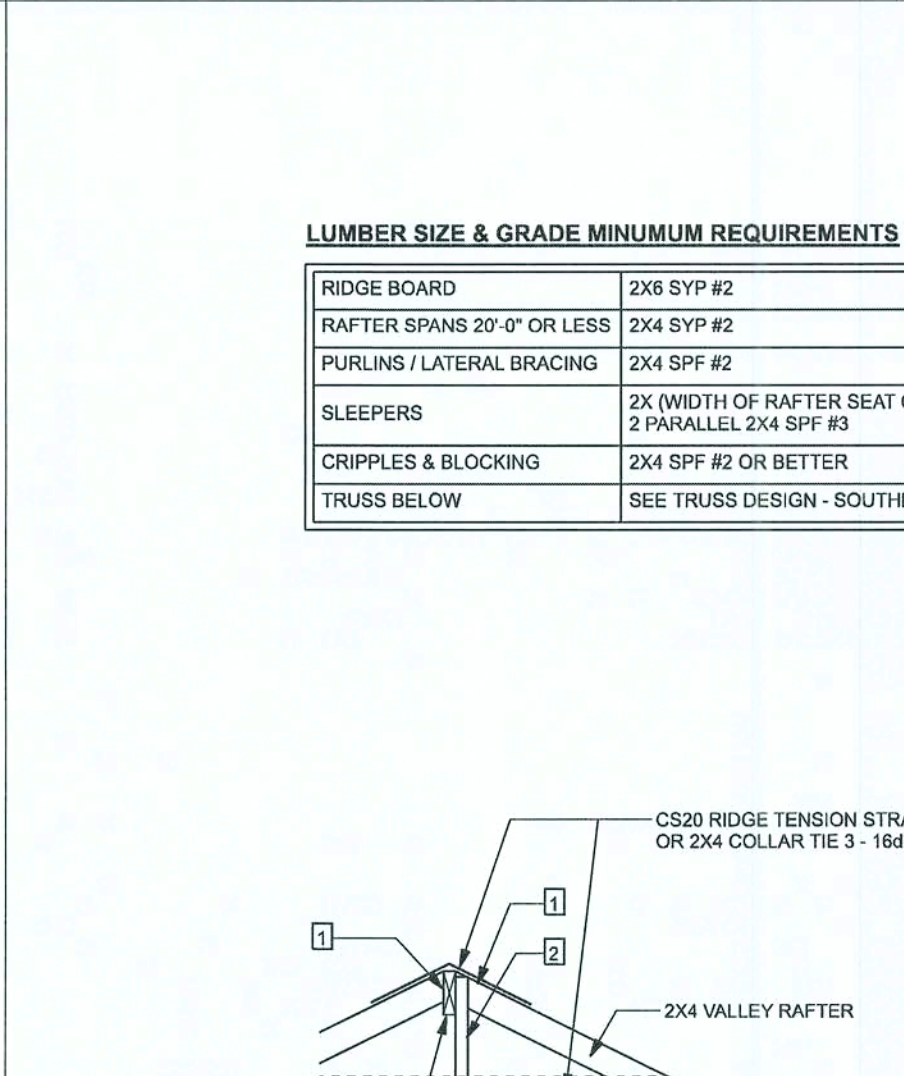 LUMBER SIZE & GRADE MINUMUM REQUIREMENTS
RIDGE BOARD 2X6 SYP #2
RAFTER SPANS 20'-0" OR LESS 2X4 SYP #2
PURLINS / LATERAL BRACING 2X4 SPF #2
SLEEPERS 2X (WIDTH OF RAFTER SEAT
2 PARALLEL 2X4 SPF #3
CRIPPLES & BLOCKING 2X4 SPF #2 OR BETTER
TRUSS BELOW SEE TRUSS DESIGN -
CS20 RIDGE TENSION
OR 2X4 COLLAR TIE 3 - 16d
1
1
2
2X4 VALLEY RAFTER